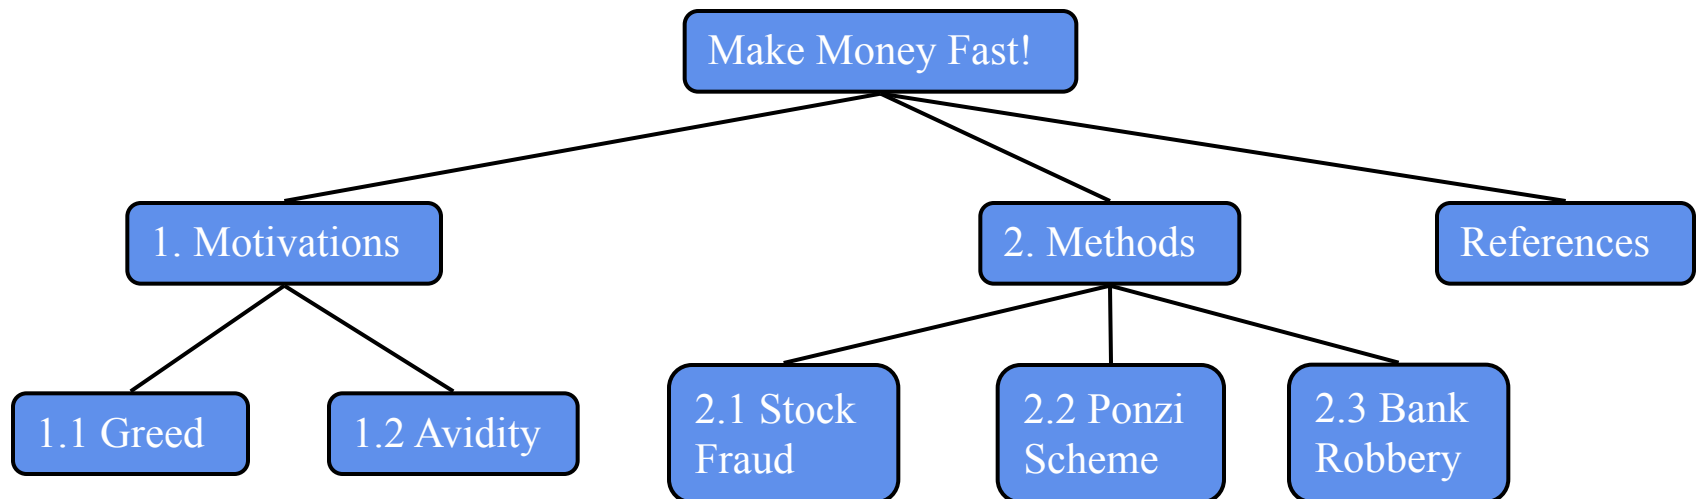 Make Money Fast!
1. Motivations
2. Methods
References
1.1 Greed
1.2 Avidity
2.1 Stock
Fraud
2.2 Ponzi
Scheme
2.3 Bank
Robbery